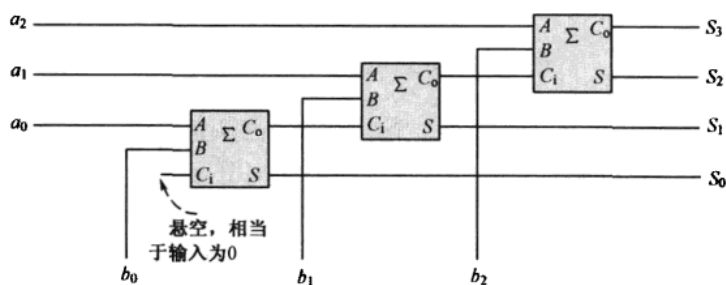 a₂ A Σ Cₒ S₃
B
a₁ A Σ Cₒ Cᵢ S S₂
B
a₀ A Σ Cₒ Cᵢ S S₁
B
Cᵢ S S₀
悬空，相当
于输入为0
b₀ b₁ b₂